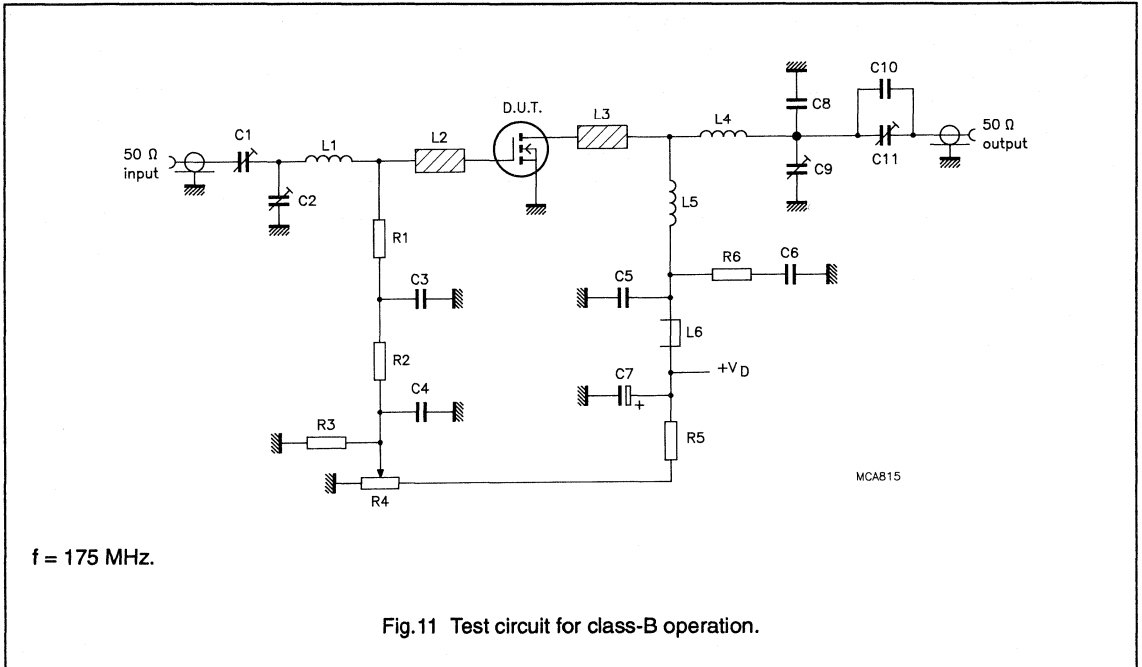 C10
C8
D.U.T.
L3
L4
C1
L2
50 Ω
input
L1
C11
50 Ω
output
C2
C9
L5
R1
R6
C6
C3
C5
L6
R2
+VD
C4
C7
+
R3
R5
R4
MCA815
f = 175 MHz.
Fig.11 Test circuit for class-B operation.